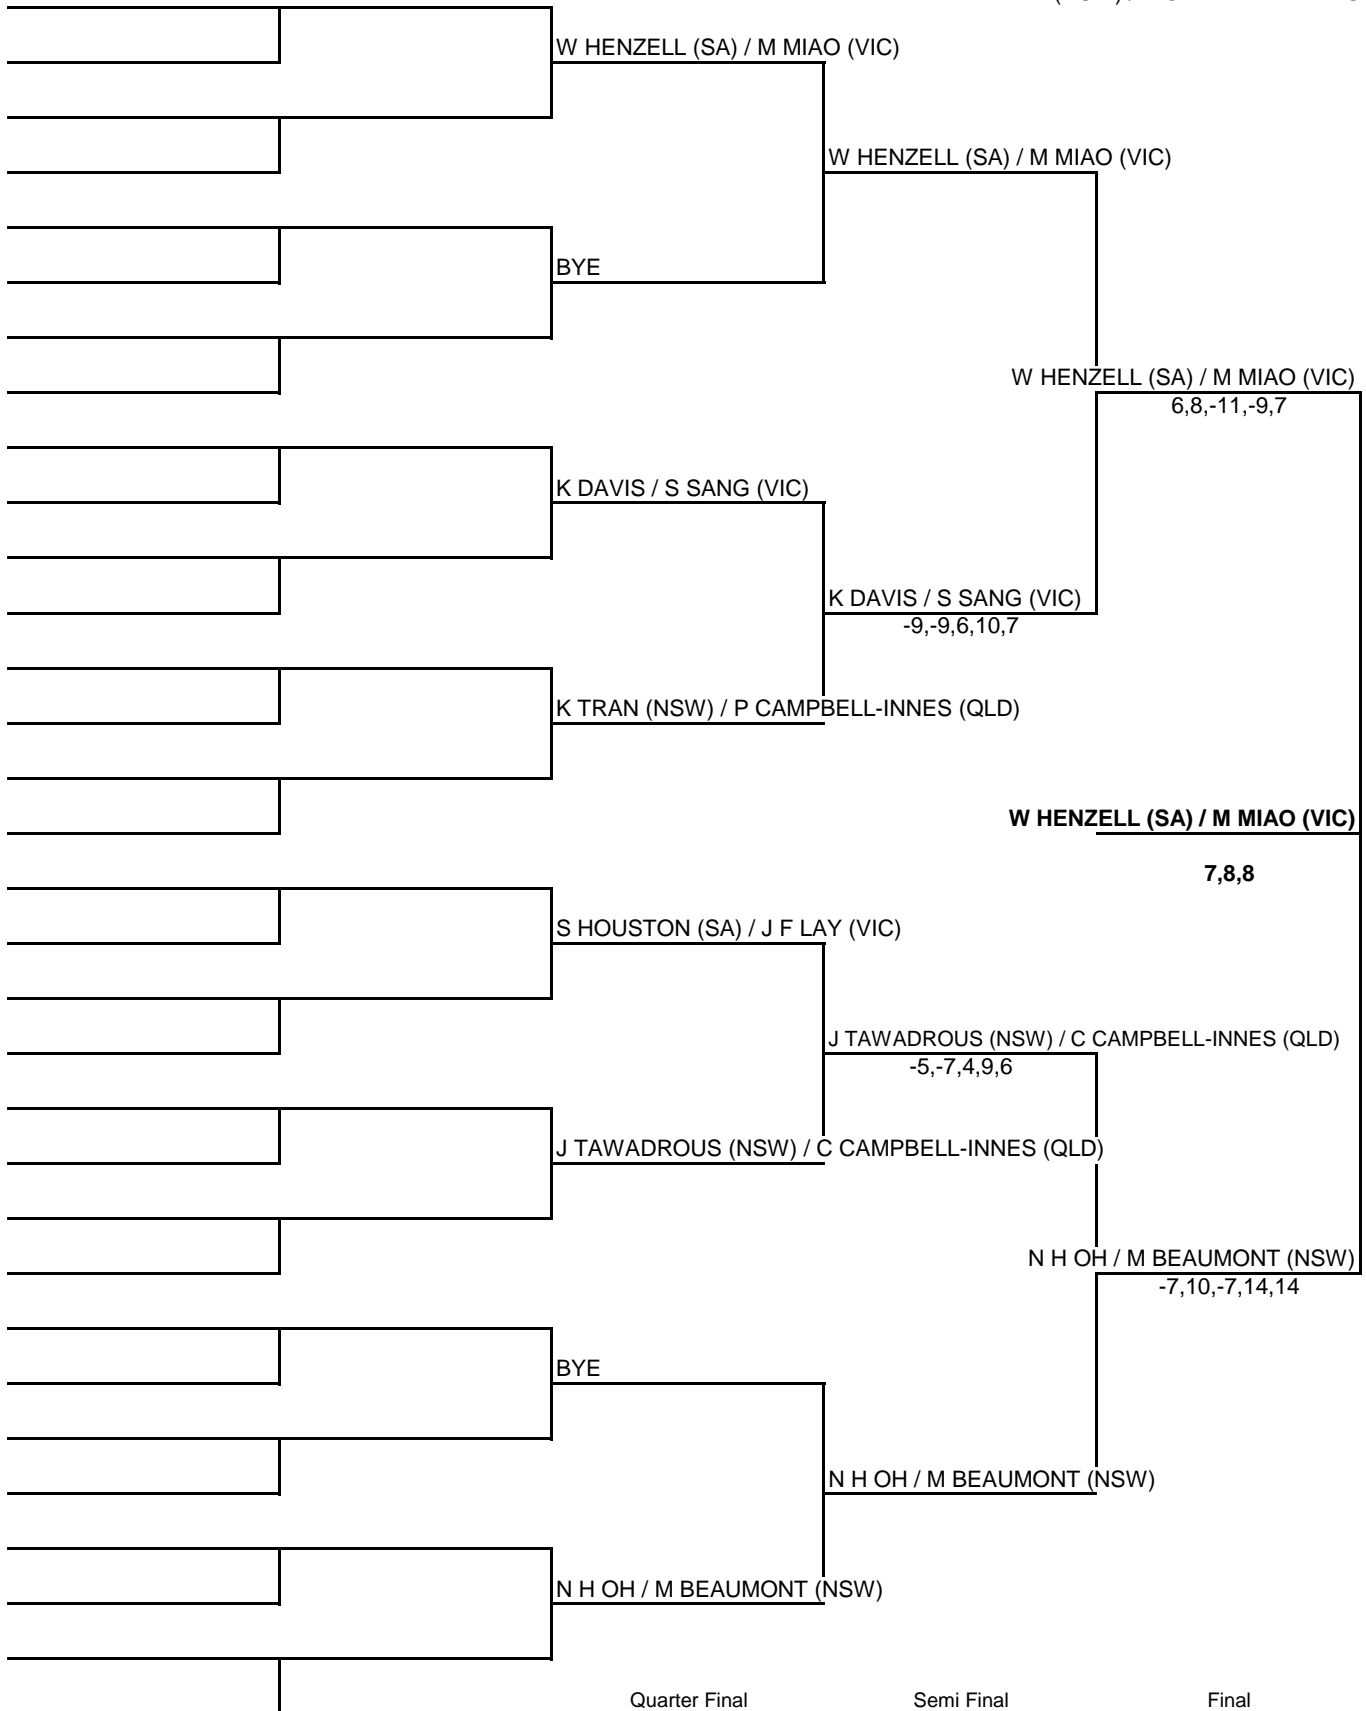 W HENZELL (SA) / M MIAO (VIC)
W HENZELL (SA) / M MIAO (VIC)
BYE
W HENZELL (SA) / M MIAO (VIC)
6,8,-11,-9,7
K DAVIS / S SANG (VIC)
K DAVIS / S SANG (VIC)
-9,-9,6,10,7
K TRAN (NSW) / P CAMPBELL-INNES (QLD)
W HENZELL (SA) / M MIAO (VIC)
7,8,8
S HOUSTON (SA) / J F LAY (VIC)
J TAWADROUS (NSW) / C CAMPBELL-INNES (QLD)
-5,-7,4,9,6
J TAWADROUS (NSW) / C CAMPBELL-INNES (QLD)
N H OH / M BEAUMONT (NSW)
-7,10,-7,14,14
BYE
N H OH / M BEAUMONT (NSW)
N H OH / M BEAUMONT (NSW)
Quarter Final Semi Final Final